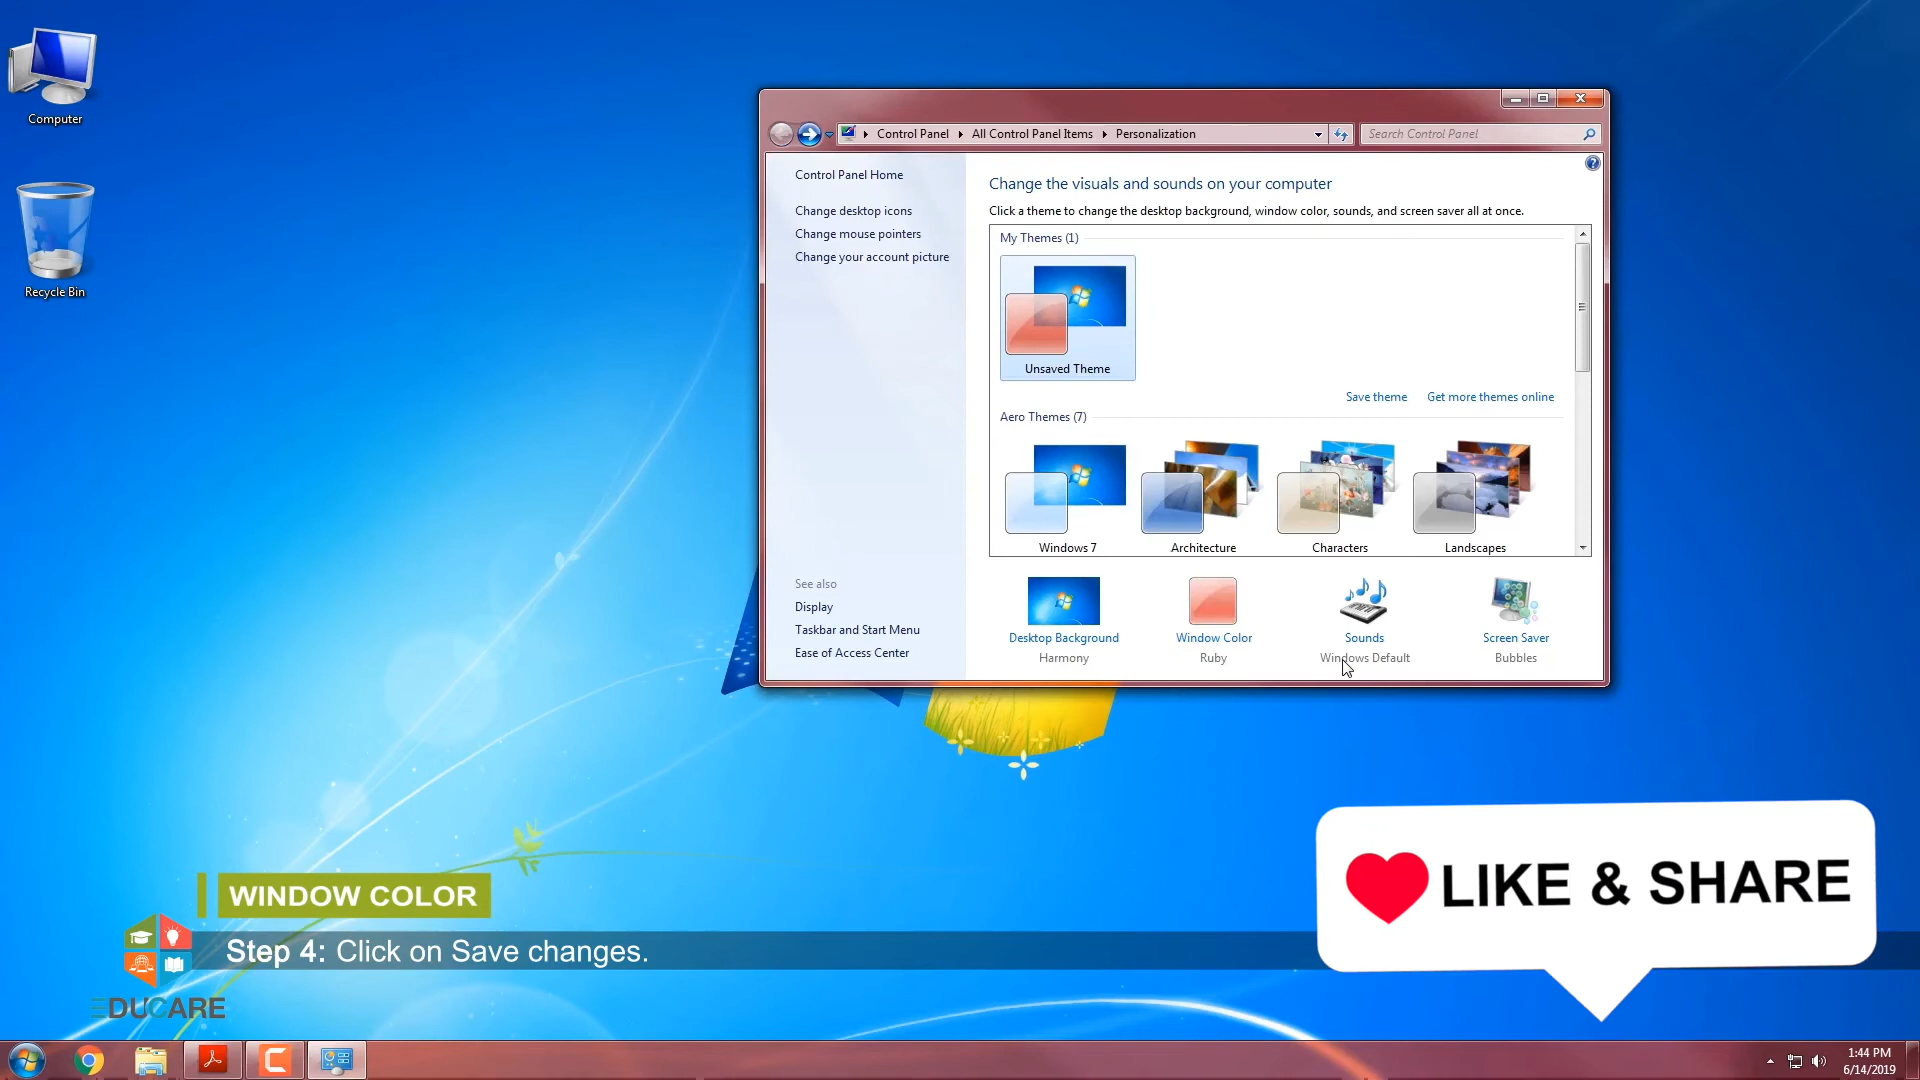 Computer
Recycle Bin
Control Panel
All Control Panel Items
Personalization
Search Control Panel
Control Panel Home
Change desktop icons
Change mouse pointers
Change your account picture
See also
Display
Taskbar and Start Menu
Ease of Access Center
Change the visuals and sounds on your computer
Click a theme to change the desktop background, window color, sounds, and screen saver all at once.
My Themes (1)
Unsaved Theme
Save theme
Get more themes online
Aero Themes (7)
Windows 7
Architecture
Characters
Landscapes
Desktop Background
Harmony
Window Color
Ruby
Sounds
Windows Default
Screen Saver
Bubbles
WINDOW COLOR
Step 4: Click on Save changes.
EDUCARE
LIKE & SHARE
1:44 PM
6/14/2019